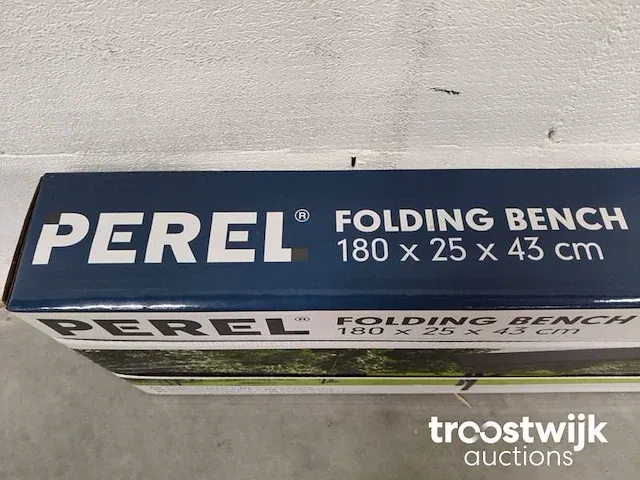 PEREL® FOLDING BENCH
180 x 25 x 43 cm
PEREL® FOLDING BENCH
180 x 25 x 43 cm
troostwijk
auctions